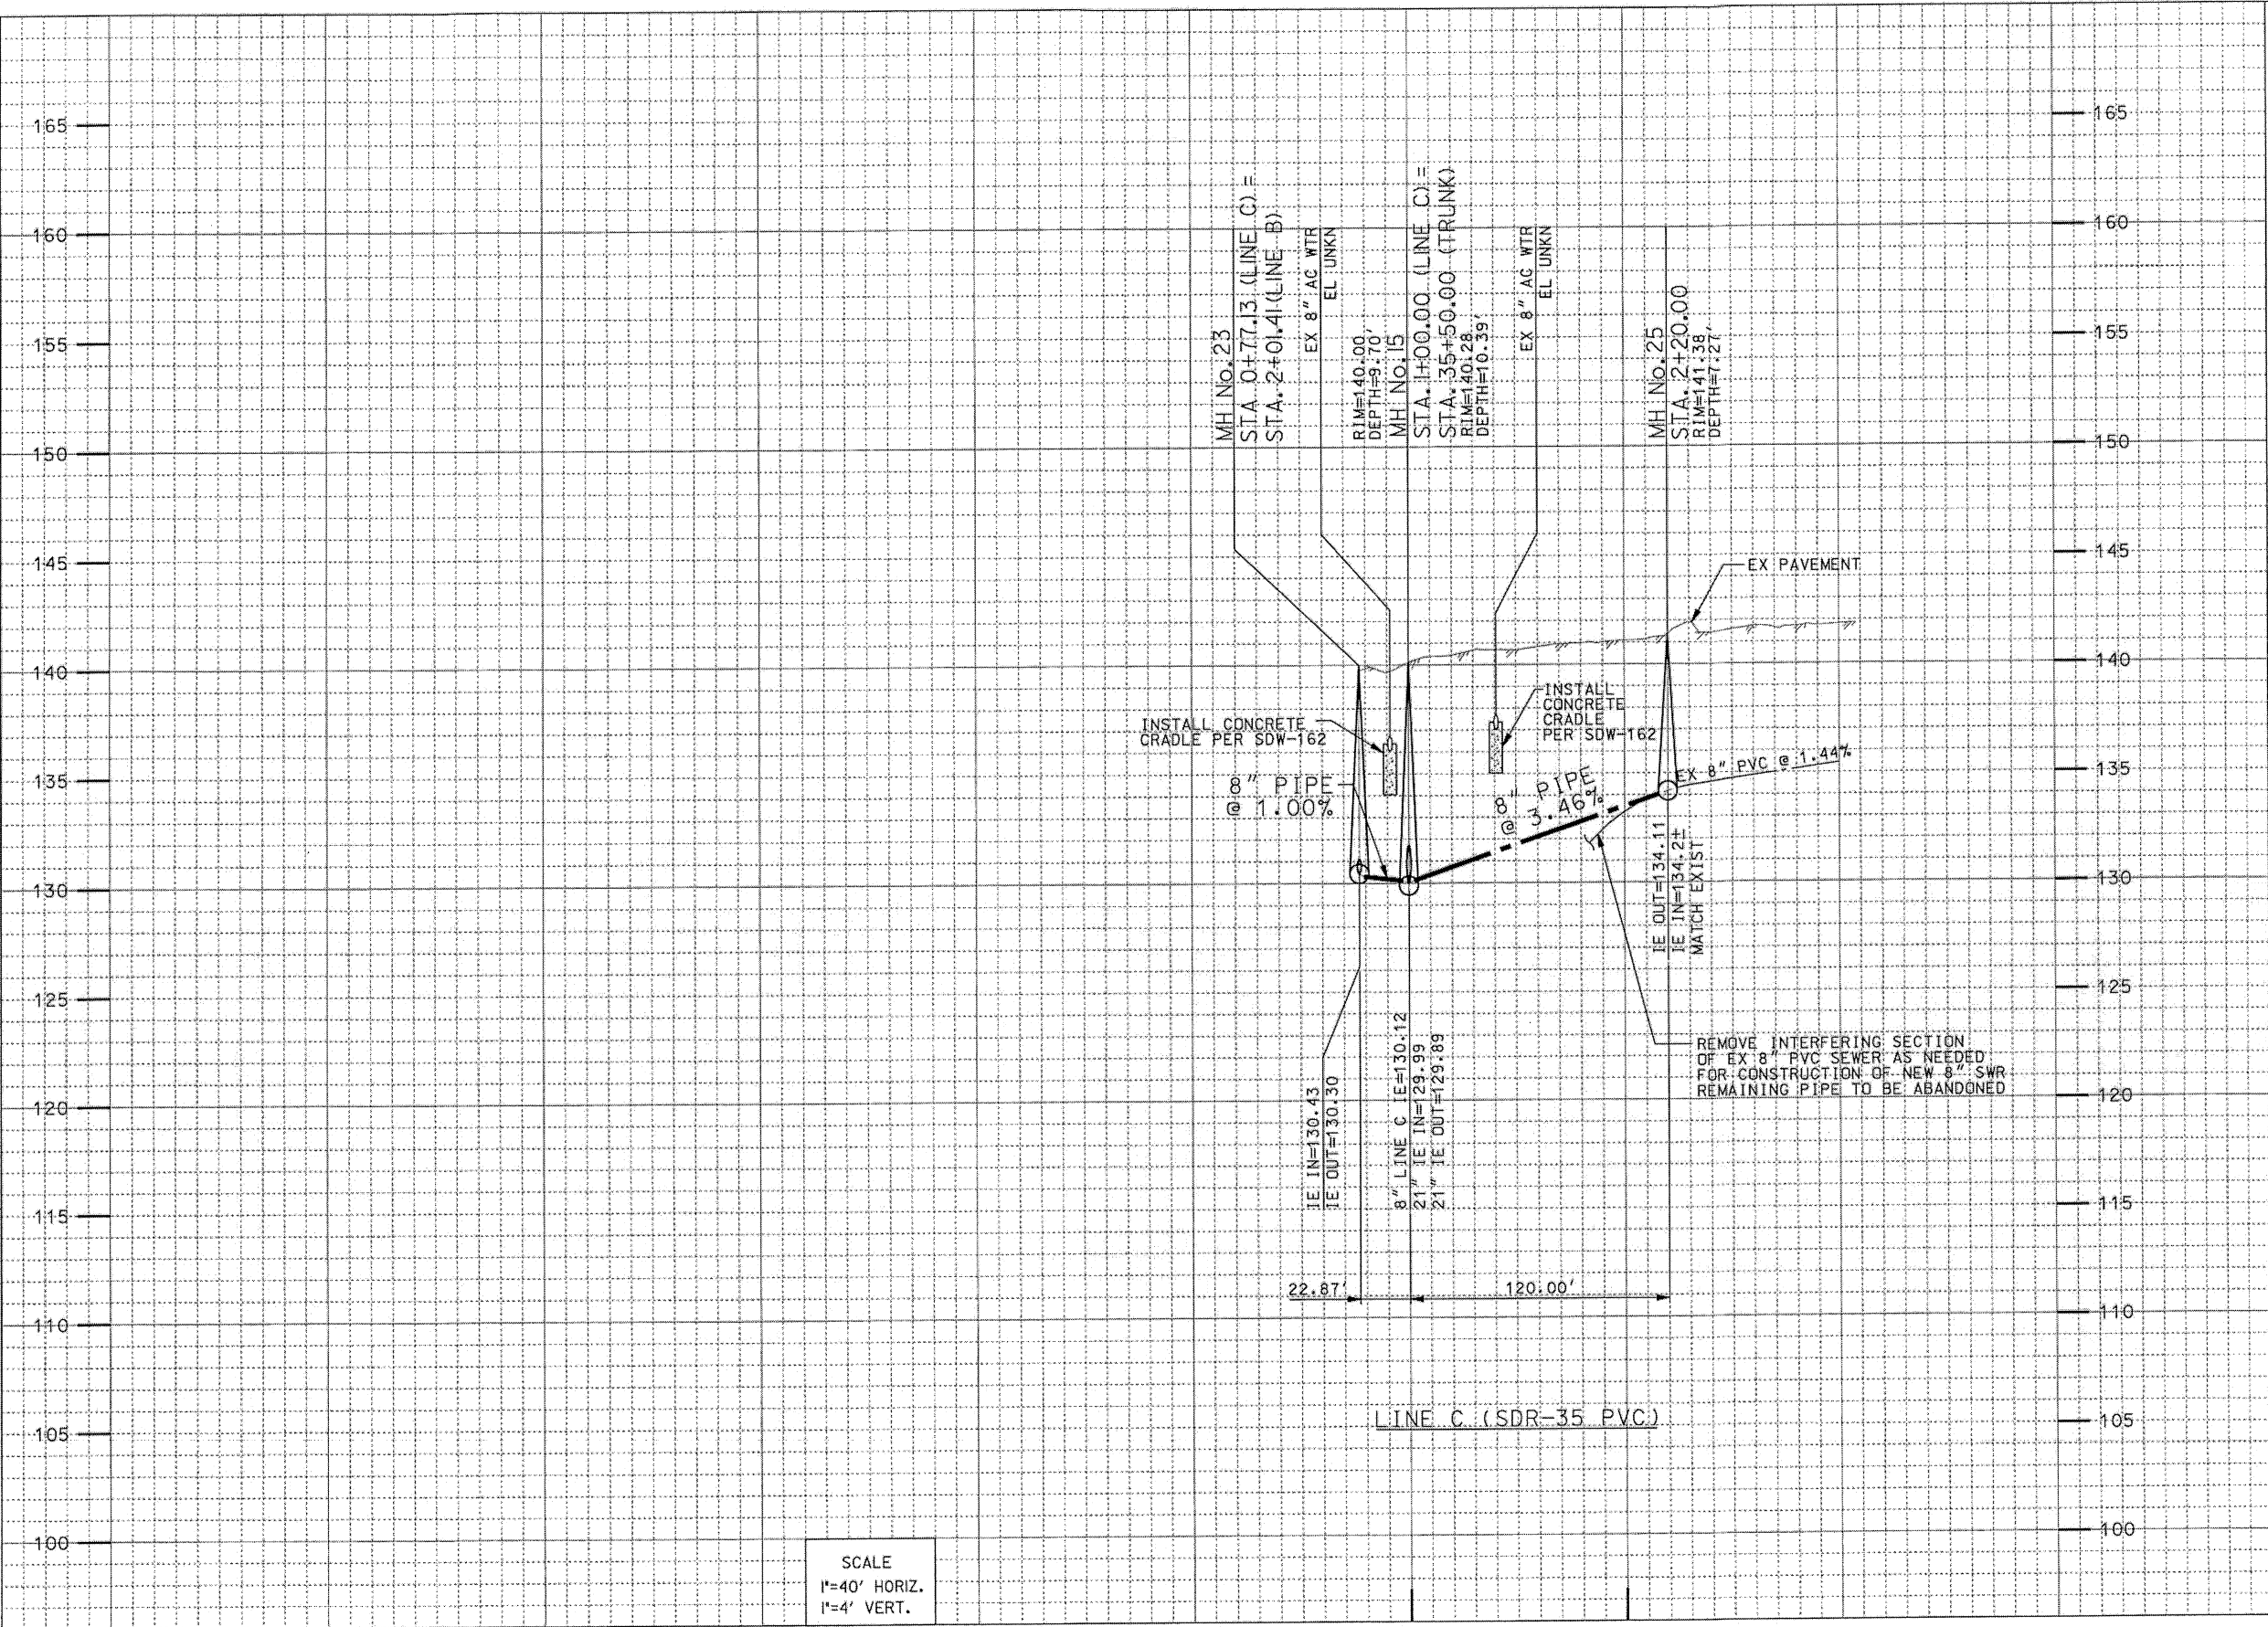 165
160
155
150
145
140
135
130
125
120
115
110
105
100
MH No.23
STA. 0+77.13 (LINE C) =
STA. 2+01.41 (LINE B)
EX 8" AC WTR
EL UNKN
RIM=140.00
DEPTH=9.70'
MH No.15
STA. 1+00.00 (LINE C) =
STA. 35+50.00 (TRUNK)
RIM=140.28
DEPTH=10.39'
EX 8" AC WTR
EL UNKN
MH No.25
STA. 2+20.00
RIM=141.38
DEPTH=7.27'
EX PAVEMENT
INSTALL CONCRETE
CRADLE PER SDW-162
INSTALL
CONCRETE
CRADLE
PER SDW-162
8" PIPE
@ 1.00%
8" PIPE
@ 3.46%
EX 8" PVC @ 1.44%
IE OUT=134.11
IE IN=134.2±
MATCH EXIST
IE IN=130.43
IE OUT=130.30
8" LINE C IE=130.12
21" IE IN=129.99
21" IE OUT=129.89
REMOVE INTERFERING SECTION
OF EX 8" PVC SEWER AS NEEDED
FOR CONSTRUCTION OF NEW 8" SWR
REMAINING PIPE TO BE ABANDONED
22.87'
120.00'
LINE C (SDR-35 PVC)
SCALE
1"=40' HORIZ.
1"=4' VERT.
165
160
155
150
145
140
135
130
125
120
115
110
105
100